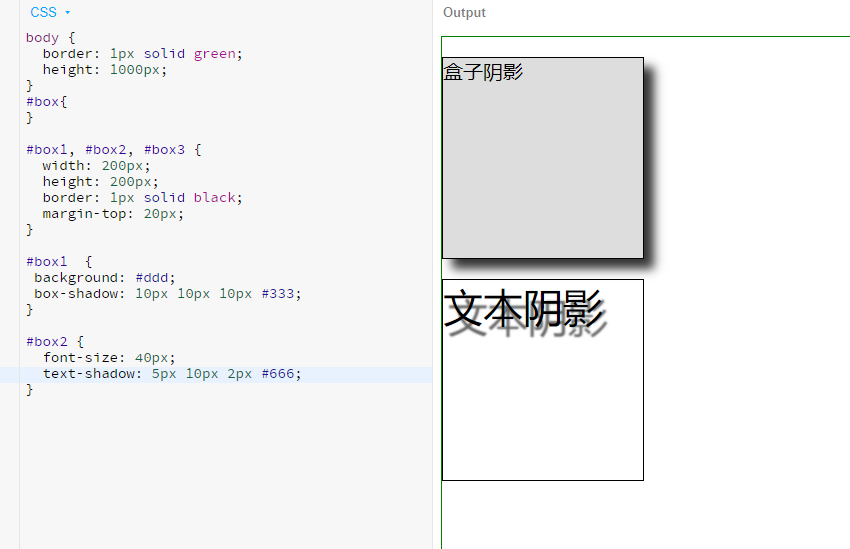 CSS
body {
  border: 1px solid green;
  height: 1000px;
}
#box{
}

#box1, #box2, #box3 {
  width: 200px;
  height: 200px;
  border: 1px solid black;
  margin-top: 20px;
}

#box1  {
 background: #ddd;
 box-shadow: 10px 10px 10px #333;
}

#box2 {
  font-size: 40px;
  text-shadow: 5px 10px 2px #666;
}
Output
盒子阴影
文本阴影